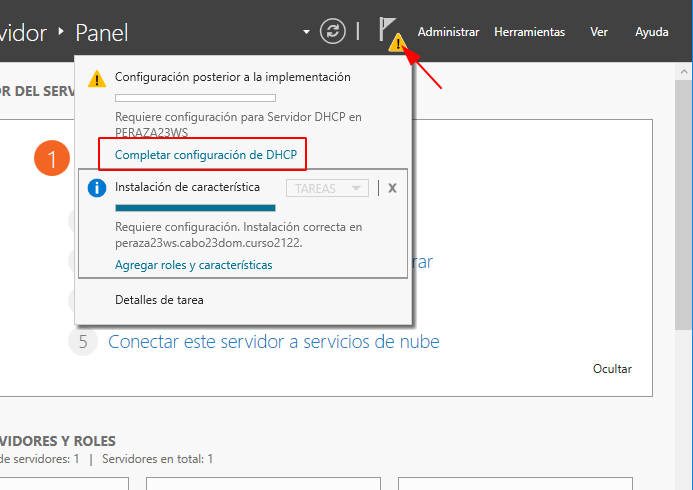 vidor ‣ Panel
Administrar Herramientas Ver Ayuda
Configuración posterior a la implementación
Requiere configuración para Servidor DHCP en
PERAZA23WS
Completar configuración de DHCP
OR DEL SERV
1
Instalación de característica TAREAS X
Requiere configuración. Instalación correcta en
peraza23ws.cabo23dom.curso2122.
Agregar roles y características
rar
Detalles de tarea
5 Conectar este servidor a servicios de nube
Ocultar
VIDORES Y ROLES
de servidores: 1 | Servidores en total: 1